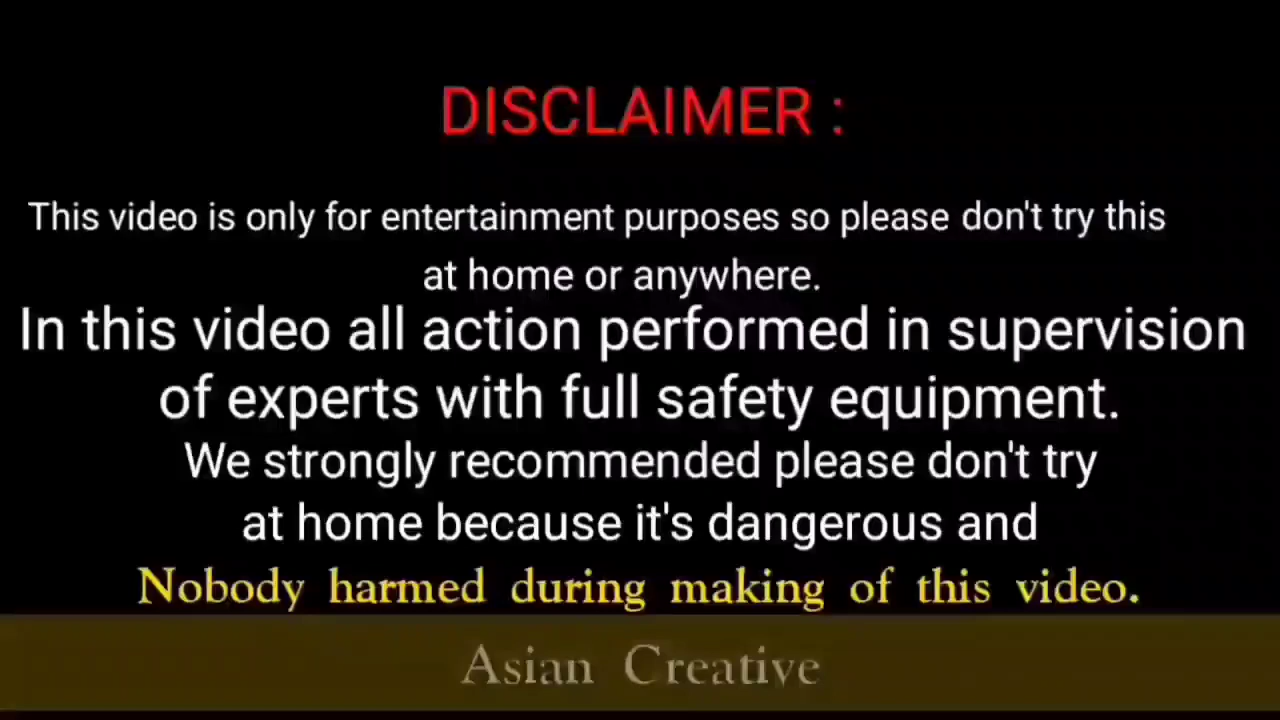 DISCLAIMER :
This video is only for entertainment purposes so please don't try this
at home or anywhere.
In this video all action performed in supervision
of experts with full safety equipment.
We strongly recommended please don't try
at home because it's dangerous and
Nobody harmed during making of this video.
Asian Creative